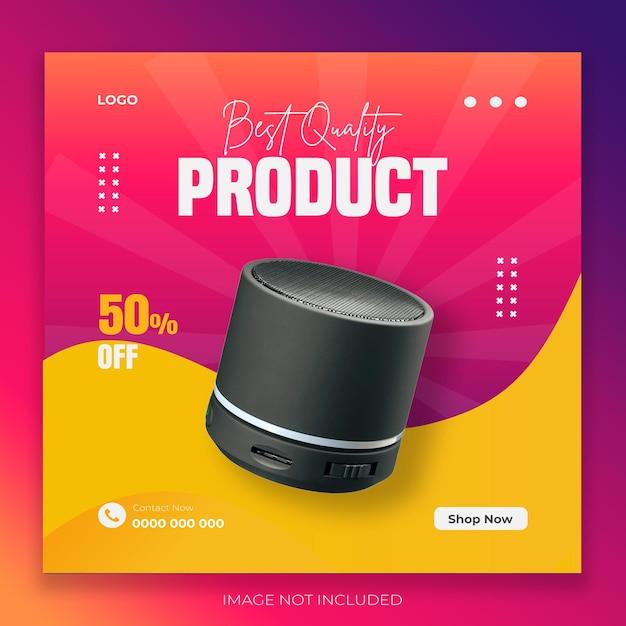 LOGO
Best Quality
PRODUCT
50%
OFF
Contact Now
0000 000 000
Shop Now
IMAGE NOT INCLUDED